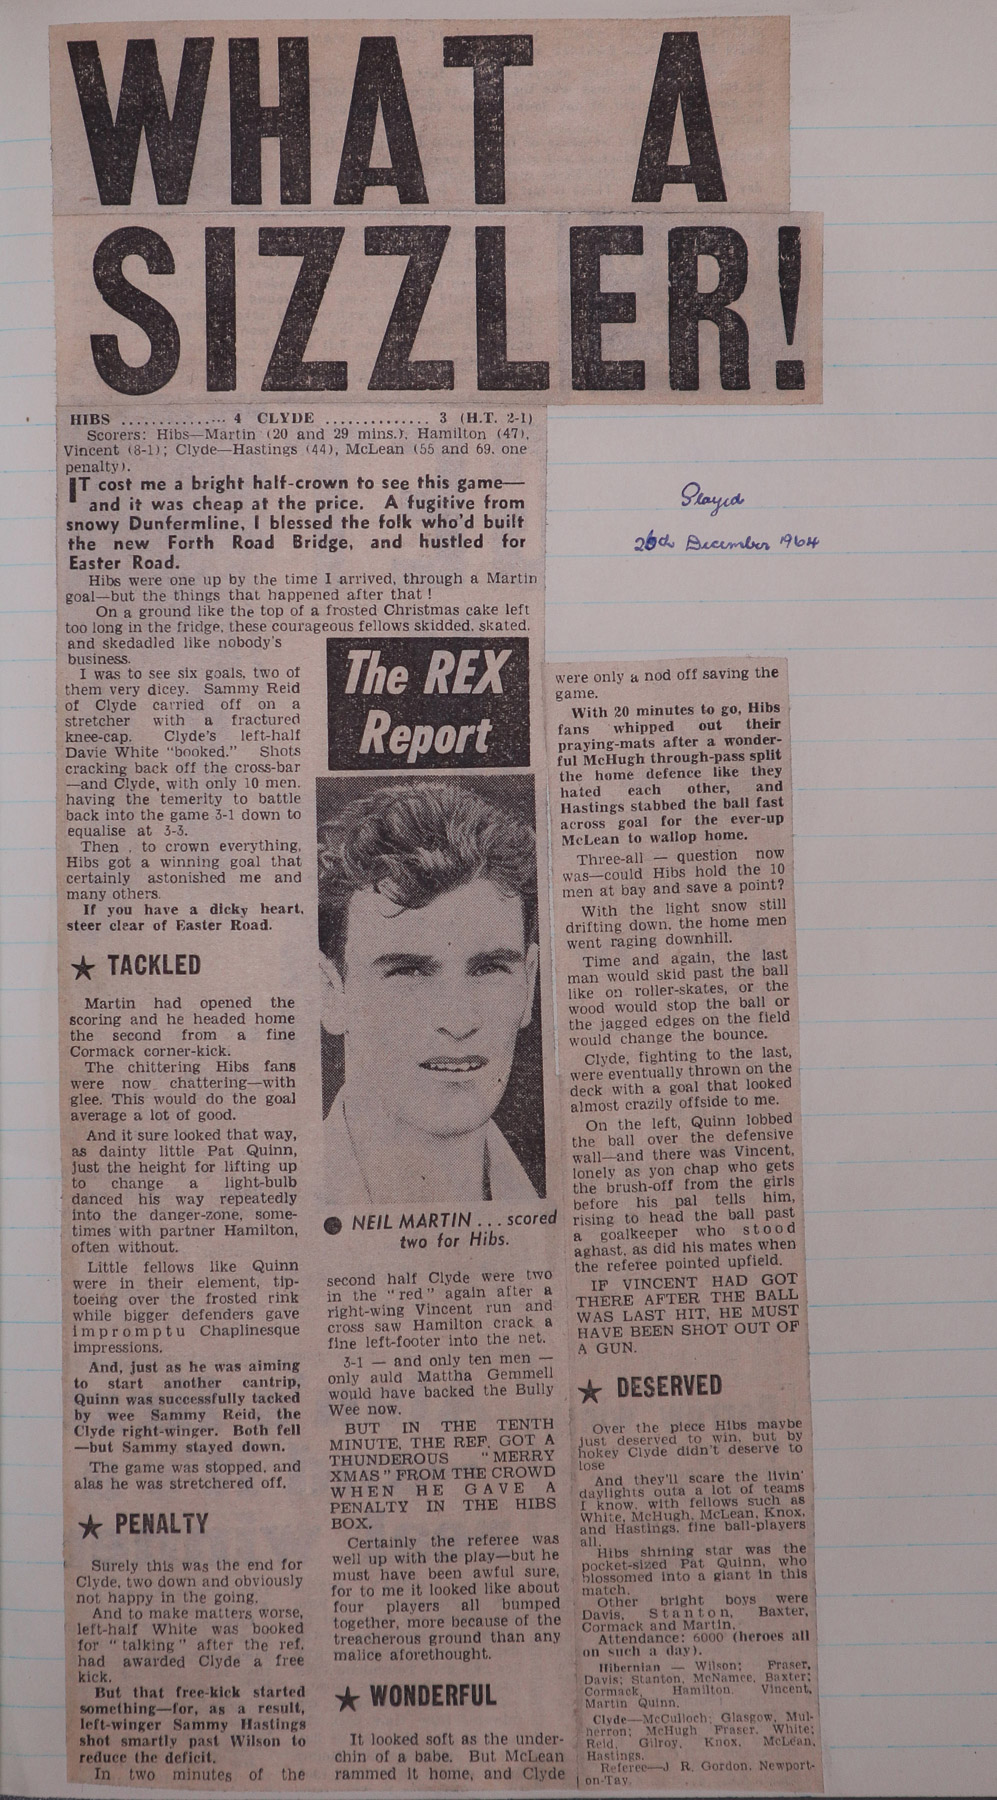 WHAT A
SIZZLER!
HIBS ................ 4 CLYDE .............. 3 (H.T. 2-1)
Scorers: Hibs—Martin (20 and 29 mins.), Hamilton (47),
Vincent (8-1); Clyde—Hastings (44), McLean (55 and 69, one
penalty).
IT cost me a bright half-crown to see this game—
and it was cheap at the price. A fugitive from
snowy Dunfermline, I blessed the folk who'd built
the new Forth Road Bridge, and hustled for
Easter Road.
Hibs were one up by the time I arrived, through a Martin
goal—but the things that happened after that!
On a ground like the top of a frosted Christmas cake left
too long in the fridge, these courageous fellows skidded, skated,
and skedadled like nobody's
business.
I was to see six goals, two of
them very dicey. Sammy Reid
of Clyde carried off on a
stretcher with a fractured
knee-cap. Clyde's left-half
Davie White "booked." Shots
cracking back off the cross-bar
—and Clyde, with only 10 men,
having the temerity to battle
back into the game 3-1 down to
equalise at 3-3.
Then, to crown everything,
Hibs got a winning goal that
certainly astonished me and
many others.
If you have a dicky heart,
steer clear of Easter Road.
★ TACKLED
Martin had opened the
scoring and he headed home
the second from a fine
Cormack corner-kick.
The chittering Hibs fans
were now chattering—with
glee. This would do the goal
average a lot of good.
And it sure looked that way,
as dainty little Pat Quinn,
just the height for lifting up
to change a light-bulb
danced his way repeatedly
into the danger-zone, some-
times with partner Hamilton,
often without.
Little fellows like Quinn
were in their element, tip-
toeing over the frosted rink
while bigger defenders gave
impromptu Chaplinesque
impressions.
And, just as he was aiming
to start another cantrip,
Quinn was successfully tacked
by wee Sammy Reid, the
Clyde right-winger. Both fell
—but Sammy stayed down.
The game was stopped, and
alas he was stretchered off.
★ PENALTY
Surely this was the end for
Clyde, two down and obviously
not happy in the going.
And to make matters worse,
left-half White was booked
for "talking" after the ref.
had awarded Clyde a free
kick.
But that free-kick started
something—for, as a result,
left-winger Sammy Hastings
shot smartly past Wilson to
reduce the deficit.
In two minutes of the
The REX
Report
● NEIL MARTIN . . . scored
two for Hibs.
second half Clyde were two
in the "red" again after a
right-wing Vincent run and
cross saw Hamilton crack a
fine left-footer into the net.
3-1 — and only ten men —
only auld Mattha Gemmell
would have backed the Bully
Wee now.
BUT IN THE TENTH
MINUTE, THE REF. GOT A
THUNDEROUS "MERRY
XMAS" FROM THE CROWD
WHEN HE GAVE A
PENALTY IN THE HIBS
BOX.
Certainly the referee was
well up with the play—but he
must have been awful sure,
for to me it looked like about
four players all bumped
together, more because of the
treacherous ground than any
malice aforethought.
★ WONDERFUL
It looked soft as the under-
chin of a babe. But McLean
rammed it home, and Clyde
Played
26th December 1964
were only a nod off saving the
game.
With 20 minutes to go, Hibs
fans whipped out their
praying-mats after a wonder-
ful McHugh through-pass split
the home defence like they
hated each other, and
Hastings stabbed the ball fast
across goal for the ever-up
McLean to wallop home.
Three-all — question now
was—could Hibs hold the 10
men at bay and save a point?
With the light snow still
drifting down, the home men
went raging downhill.
Time and again, the last
man would skid past the ball
like on roller-skates, or the
wood would stop the ball or
the jagged edges on the field
would change the bounce.
Clyde, fighting to the last,
were eventually thrown on the
deck with a goal that looked
almost crazily offside to me.
On the left, Quinn lobbed
the ball over the defensive
wall—and there was Vincent,
lonely as yon chap who gets
the brush-off from the girls
before his pal tells him,
rising to head the ball past
a goalkeeper who stood
aghast, as did his mates when
the referee pointed upfield.
IF VINCENT HAD GOT
THERE AFTER THE BALL
WAS LAST HIT, HE MUST
HAVE BEEN SHOT OUT OF
A GUN.
★ DESERVED
Over the piece Hibs maybe
just deserved to win, but by
hokey Clyde didn't deserve to
lose
And they'll scare the livin'
daylights outa a lot of teams
I know, with fellows such as
White, McHugh, McLean, Knox,
and Hastings, fine ball-players
all.
Hibs shining star was the
pocket-sized Pat Quinn, who
blossomed into a giant in this
match.
Other bright boys were
Davis, Stanton, Baxter,
Cormack and Martin.
Attendance: 6000 (heroes all
on such a day).
Hibernian — Wilson; Fraser,
Davis; Stanton, McNamee, Baxter;
Cormack, Hamilton, Vincent,
Martin Quinn.
Clyde—McCulloch; Glasgow, Mul-
herron; McHugh Fraser, White;
Reid, Gilroy, Knox, McLean,
Hastings.
Referee—J R. Gordon, Newport-
on-Tay.